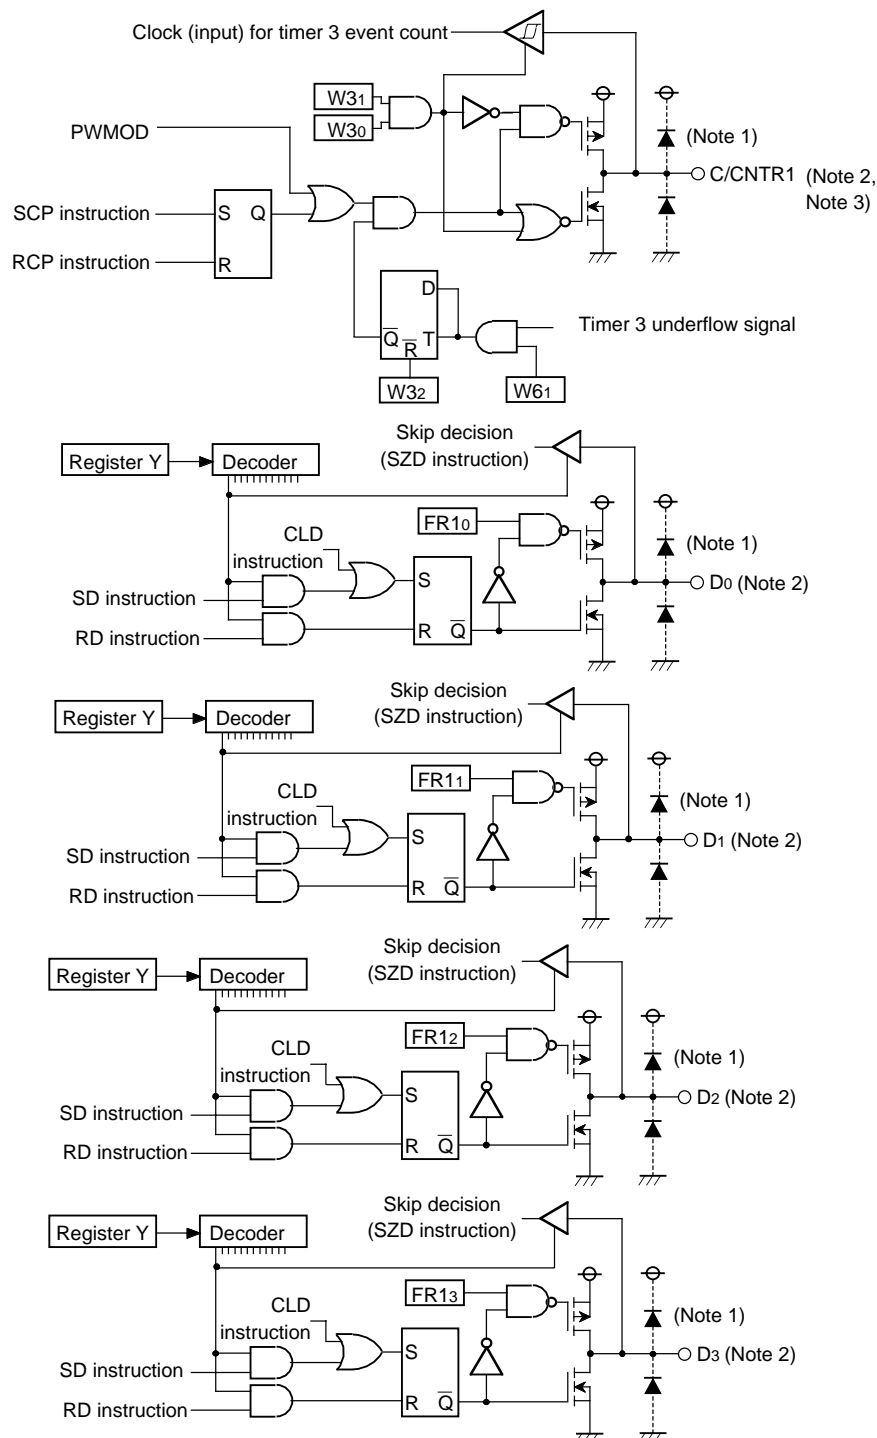 Clock (input) for timer 3 event count
W31
W30
PWMOD
(Note 1)
C/CNTR1 (Note 2,
Note 3)
SCP instruction
S Q
RCP instruction
R
D
Q R T
Timer 3 underflow signal
W32
W61
Skip decision
(SZD instruction)
Register Y
Decoder
FR10
CLD
instruction
(Note 1)
S
D0 (Note 2)
SD instruction
RD instruction
R Q
Skip decision
(SZD instruction)
Register Y
Decoder
FR11
CLD
instruction
(Note 1)
S
D1 (Note 2)
SD instruction
RD instruction
R Q
Skip decision
(SZD instruction)
Register Y
Decoder
FR12
CLD
instruction
(Note 1)
S
D2 (Note 2)
SD instruction
RD instruction
R Q
Skip decision
(SZD instruction)
Register Y
Decoder
FR13
CLD
instruction
(Note 1)
S
D3 (Note 2)
SD instruction
RD instruction
R Q